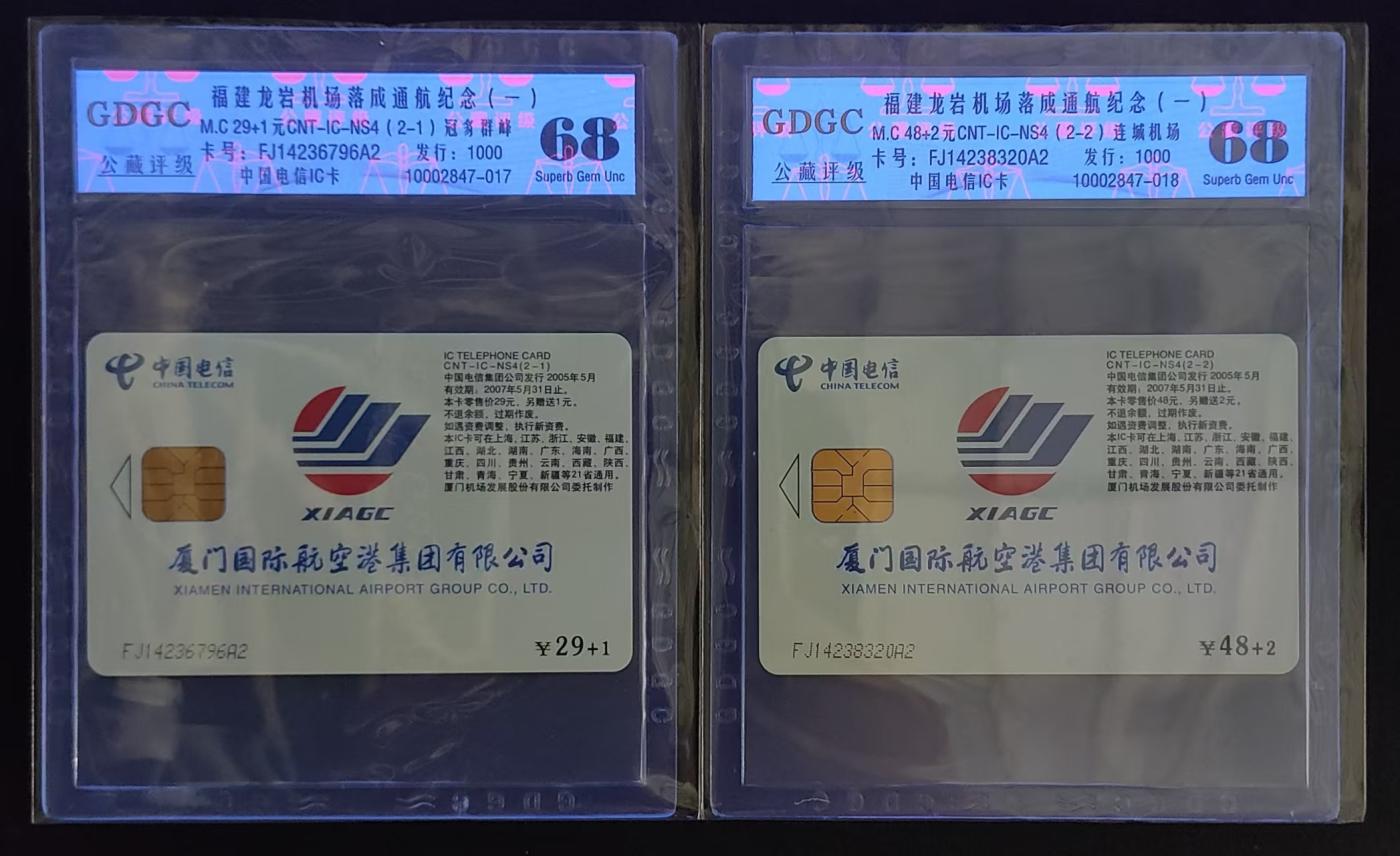 GDGC
公藏评级
福建龙岩机场落成通航纪念(一)
M.C 29+1元CNT-IC-NS4(2-1)冠豸群峰
卡号:FJ14236796A2 发行:1000
中国电信IC卡 10002847-017
68
Superb Gem Unc
中国电信
CHINA TELECOM
IC TELEPHONE CARD
CNT-IC-NS4(2-1)
中国电信集团公司发行 2005年5月
有效期:2007年5月31日止。
本卡零售价29元,另赠送1元。
不退余额,过期作废。
如遇资费调整,执行新资费。
本IC卡可在上海、江苏、浙江、安徽、福建、
江西、湖北、湖南、广东、海南、广西、
重庆、四川、贵州、云南、西藏、陕西、
甘肃、青海、宁夏、新疆等21省通用。
厦门机场发展股份有限公司委托制作
XIAGC
厦门国际航空港集团有限公司
XIAMEN INTERNATIONAL AIRPORT GROUP CO., LTD.
FJ14236796A2
¥29+1
GDGC
公藏评级
福建龙岩机场落成通航纪念(一)
M.C 48+2元CNT-IC-NS4(2-2)连城机场
卡号:FJ14238320A2 发行:1000
中国电信IC卡 10002847-018
68
Superb Gem Unc
中国电信
CHINA TELECOM
IC TELEPHONE CARD
CNT-IC-NS4(2-2)
中国电信集团公司发行 2005年5月
有效期:2007年5月31日止。
本卡零售价48元,另赠送2元。
不退余额,过期作废。
如遇资费调整,执行新资费。
本IC卡可在上海、江苏、浙江、安徽、福建、
江西、湖北、湖南、广东、海南、广西、
重庆、四川、贵州、云南、西藏、陕西、
甘肃、青海、宁夏、新疆等21省通用。
厦门机场发展股份有限公司委托制作
XIAGC
厦门国际航空港集团有限公司
XIAMEN INTERNATIONAL AIRPORT GROUP CO., LTD.
FJ14238320A2
¥48+2